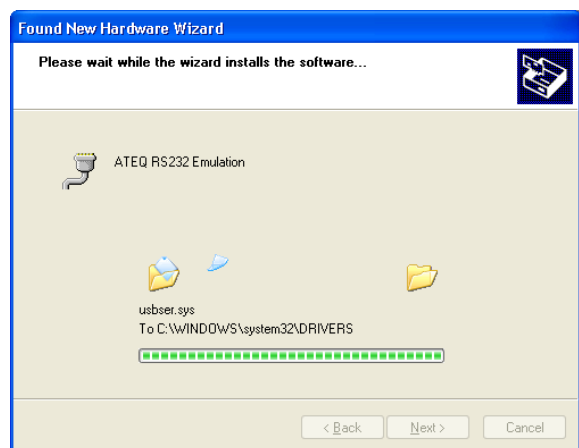 Found New Hardware Wizard
Please wait while the wizard installs the software...
ATEQ RS232 Emulation
usbser.sys
To C:\WINDOWS\system32\DRIVERS
< Back Next > Cancel